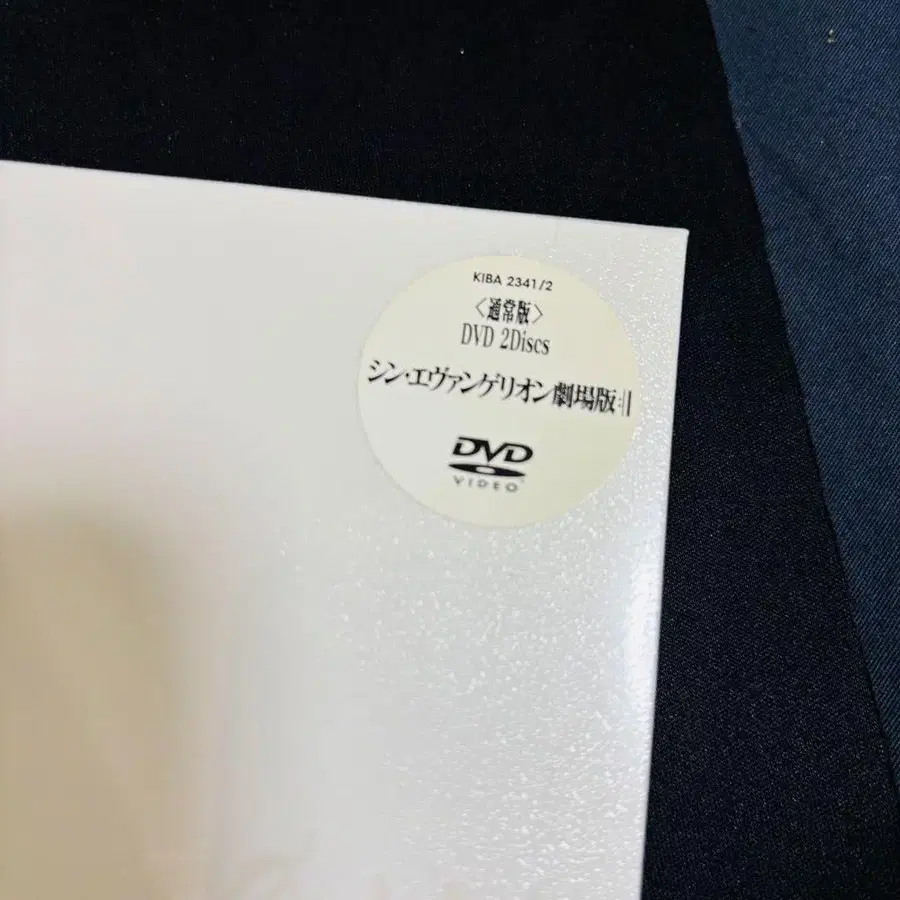 KIBA 2341/2
〈通常版〉
DVD 2Discs
シン・エヴァンゲリオン劇場版:||
DVD
VIDEO